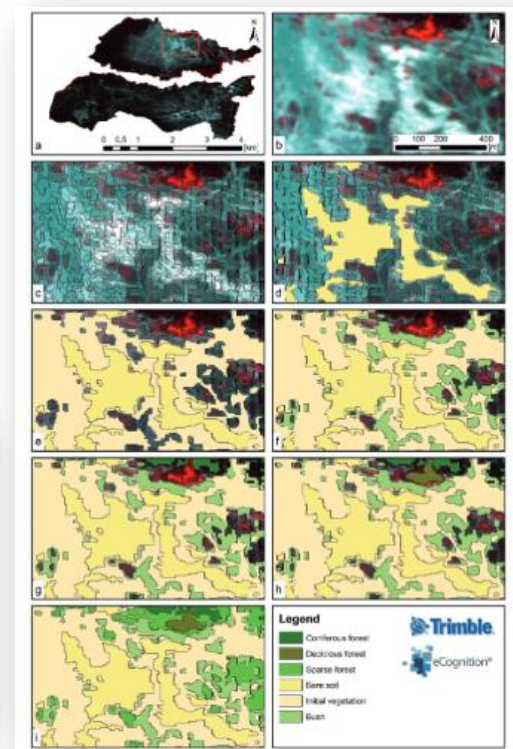 N
a
0 0,5 1 2 3 4
[km]
N
b
0 100 200 400
[m]
c
d
e
f
g
h
i
Legend
Coniferous forest
Decidious forest
Sparse forest
Bare soil
Initial vegetation
Bush
Trimble
eCognition®